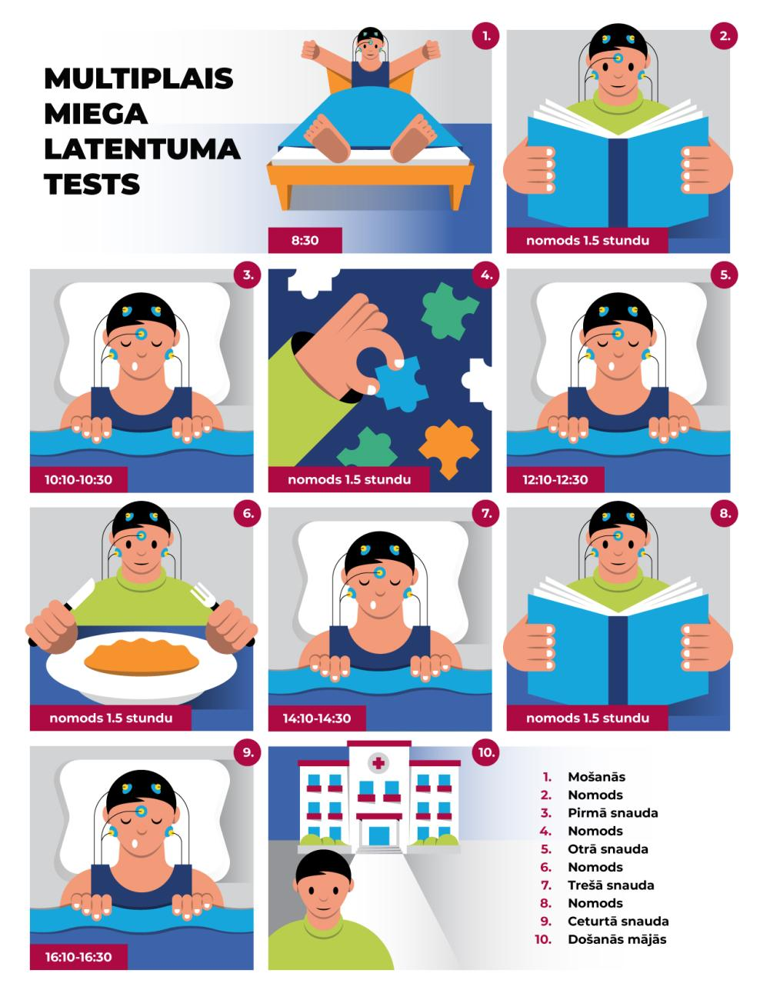 MULTIPLAIS
MIEGA
LATENTUMA
TESTS
1.
8:30
2.
nomods 1.5 stundu
3.
10:10-10:30
4.
nomods 1.5 stundu
5.
12:10-12:30
6.
nomods 1.5 stundu
7.
14:10-14:30
8.
nomods 1.5 stundu
9.
16:10-16:30
10.
1. Mošanās
2. Nomods
3. Pirmā snauda
4. Nomods
5. Otrā snauda
6. Nomods
7. Trešā snauda
8. Nomods
9. Ceturtā snauda
10. Došanās mājās